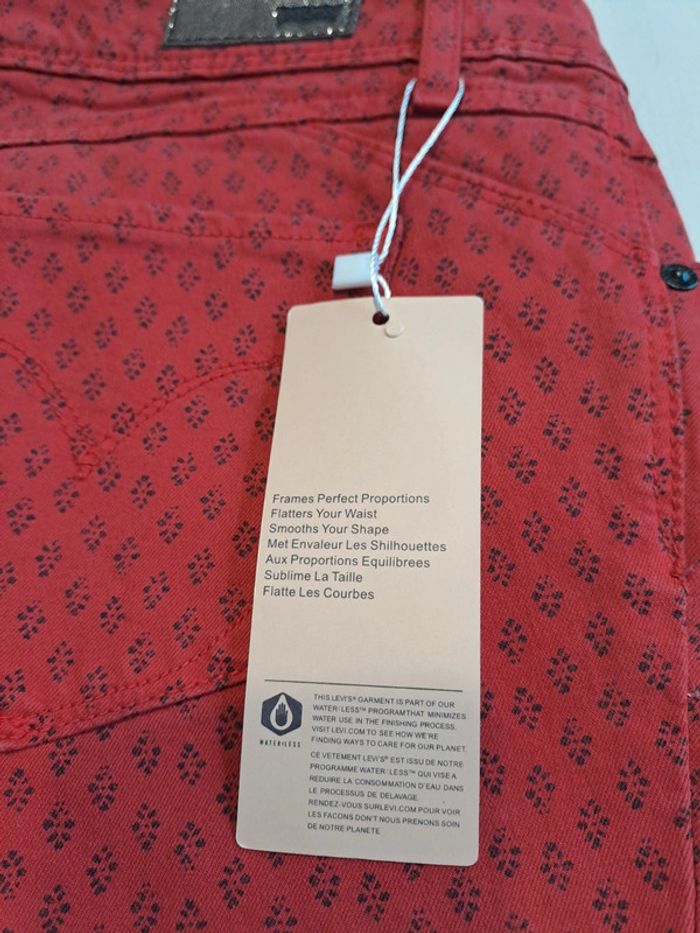 Frames Perfect Proportions
Flatters Your Waist
Smooths Your Shape
Met Envaleur Les Shilhouettes
Aux Proportions Equilibrees
Sublime La Taille
Flatte Les Courbes
THIS LEVI'S® GARMENT IS PART OF OUR
WATER<LESS™ PROGRAMTHAT MINIMIZES
WATER USE IN THE FINISHING PROCESS.
VISIT LEVI.COM TO SEE HOW WE'RE
FINDING WAYS TO CARE FOR OUR PLANET.
WATER<LESS
CE VETEMENT LEVI'S® EST ISSU DE NOTRE
PROGRAMME WATER<LESS™ QUI VISE A
REDUIRE LA CONSOMMATION D'EAU DANS
LE PROCESSUS DE DELAVAGE.
RENDEZ-VOUS SURLEVI.COM POUR VOIR
LES FACONS DON'T NOUS PRENONS SOIN
DE NOTRE PLANETE